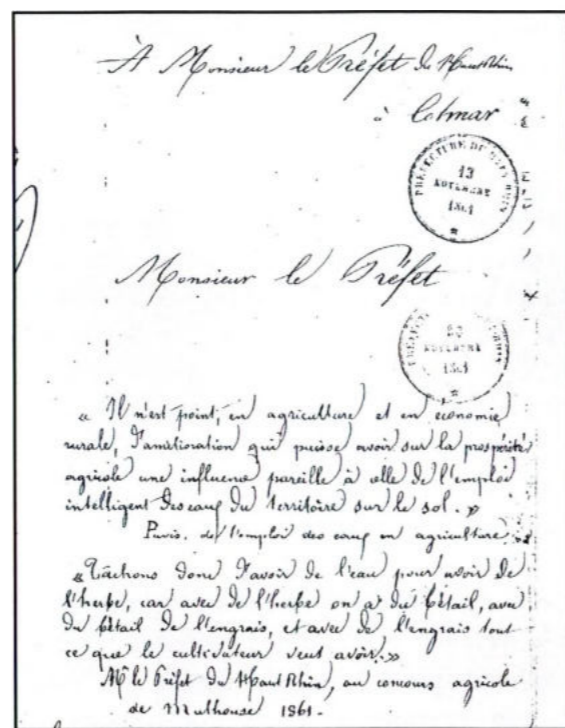 À Monsieur le Préfet du Haut Rhin
à Colmar
PRÉFECTURE DU HAUT-RHIN
13
NOVEMBRE
1861
Monsieur le Préfet
NOVEMBRE
1861
« Il n'est point, en agriculture et en économie
rurale, d'amélioration qui puisse avoir sur la prospérité
agricole une influence pareille à celle de l'emploi
intelligent des eaux du territoire sur le sol. »
Puvis. de l'emploi des eaux en agriculture.
« Tâchons donc d'avoir de l'eau pour avoir de
l'herbe, car avec de l'herbe on a du bétail, avec
du bétail de l'engrais, et avec de l'engrais tout
ce que le cultivateur veut avoir. »
Mr le Préfet du Haut Rhin, au concours agricole
de Mulhouse 1861.